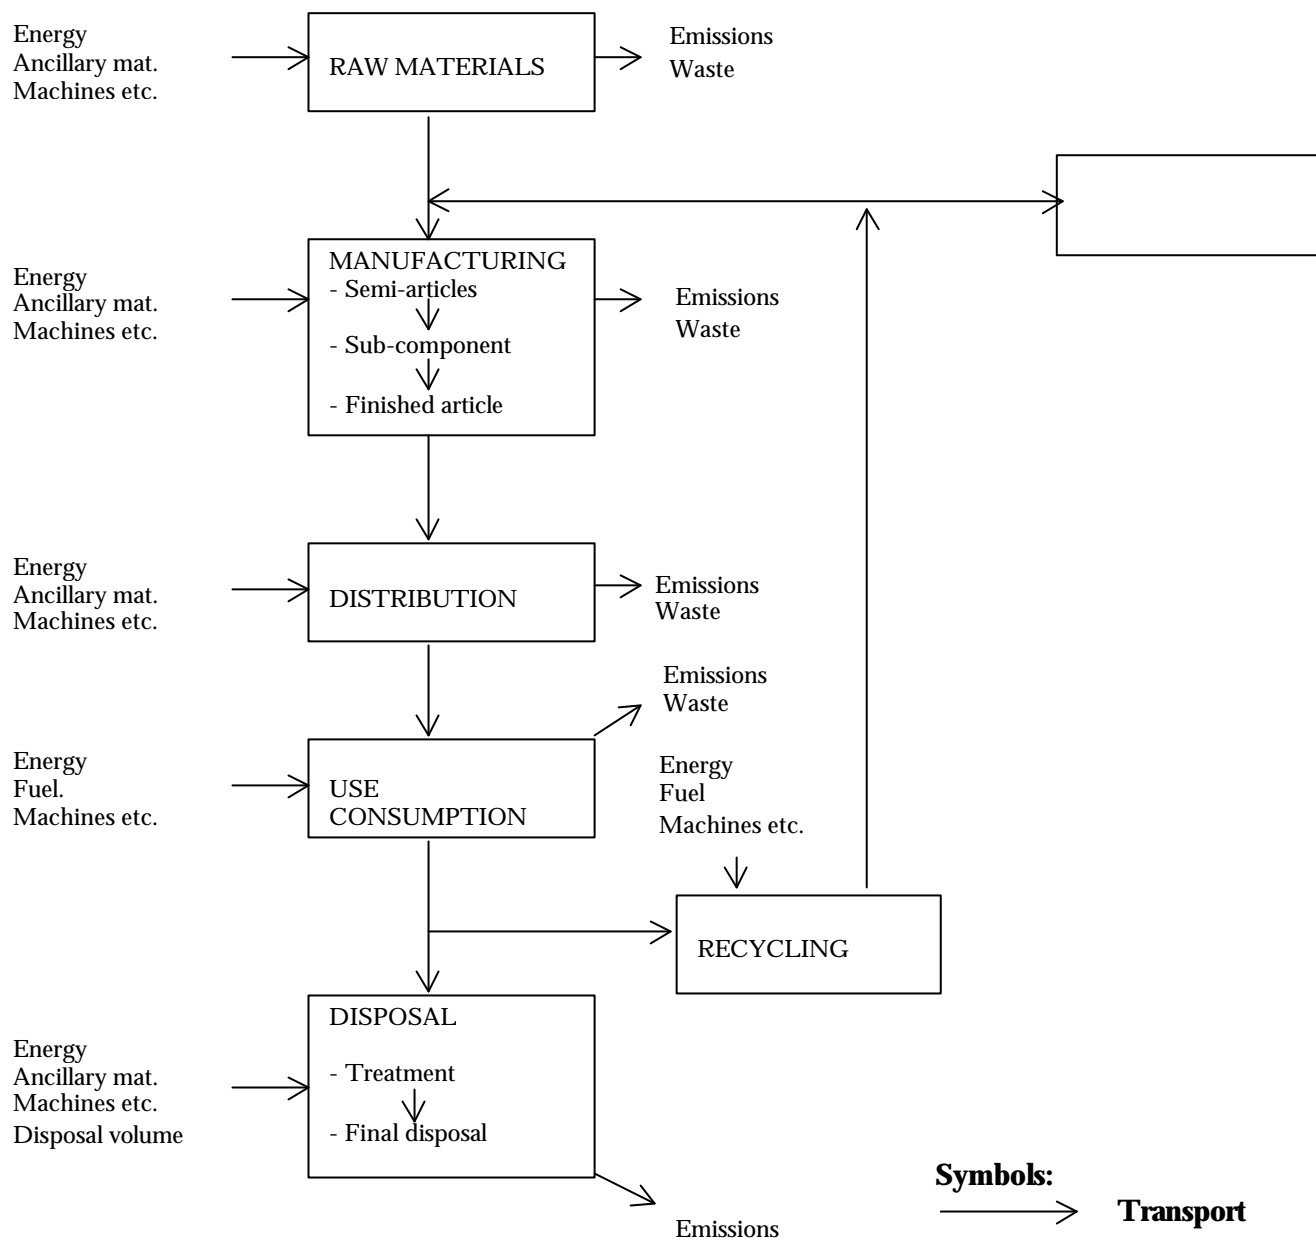 Energy
Ancillary mat.
Machines etc.
RAW MATERIALS
Emissions
Waste
Energy
Ancillary mat.
Machines etc.
MANUFACTURING
- Semi-articles
- Sub-component
- Finished article
Emissions
Waste
Energy
Ancillary mat.
Machines etc.
DISTRIBUTION
Emissions
Waste
Emissions
Waste
Energy
Fuel.
Machines etc.
USE
CONSUMPTION
Energy
Fuel
Machines etc.
RECYCLING
Energy
Ancillary mat.
Machines etc.
Disposal volume
DISPOSAL
- Treatment
- Final disposal
Emissions
Symbols:
Transport